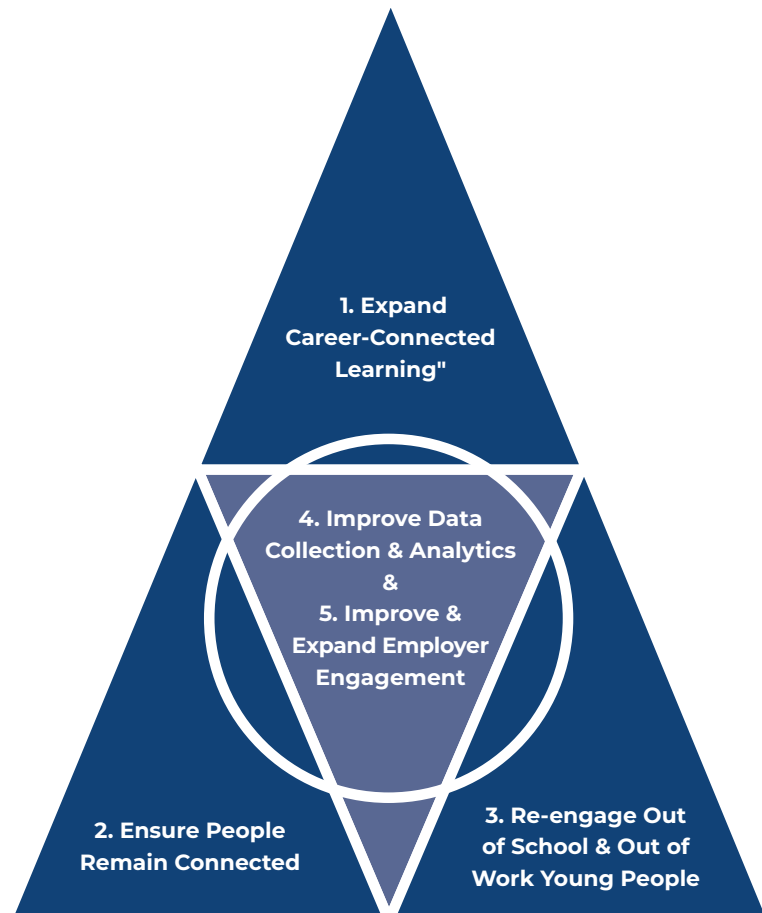 1. Expand
Career-Connected
Learning"
4. Improve Data
Collection & Analytics
&
5. Improve &
Expand Employer
Engagement
2. Ensure People
Remain Connected
3. Re-engage Out
of School & Out of
Work Young People